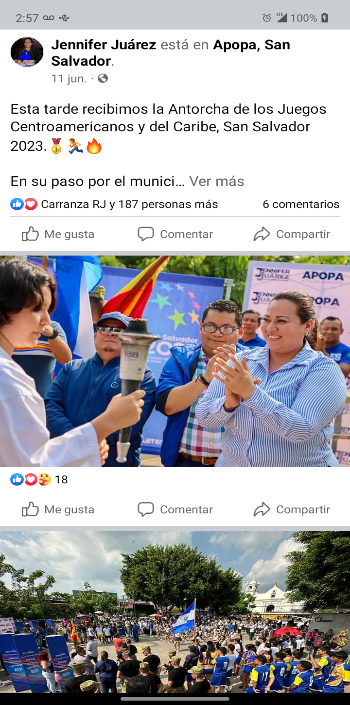 2:57
100%
Jennifer Juárez está en Apopa, San
Salvador.
11 jun. ·
Esta tarde recibimos la Antorcha de los Juegos
Centroamericanos y del Caribe, San Salvador
2023.🥇🏃🔥
En su paso por el munici... Ver más
Carranza RJ y 187 personas más
6 comentarios
Me gusta
Comentar
Compartir
JENNIFER
JUÁREZ
APOPA
APOPA,
18
Me gusta
Comentar
Compartir